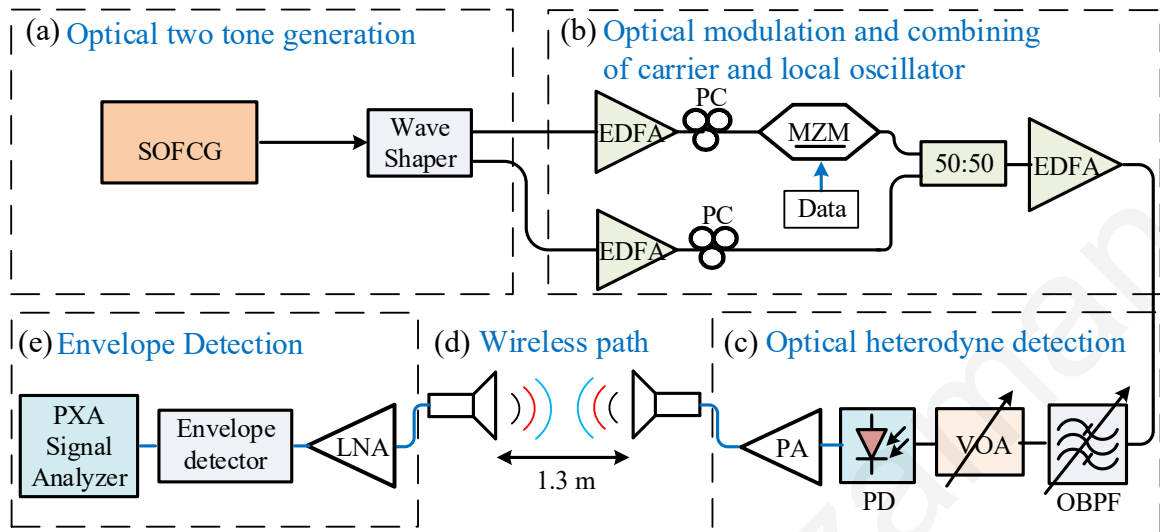 (a) Optical two tone generation
SOFCG
Wave
Shaper
(b) Optical modulation and combining
of carrier and local oscillator
EDFA
PC
MZM
Data
EDFA
PC
50:50
EDFA
(c) Optical heterodyne detection
PA
PD
VOA
OBPF
(d) Wireless path
1.3 m
(e) Envelope Detection
PXA
Signal
Analyzer
Envelope
detector
LNA
zaman